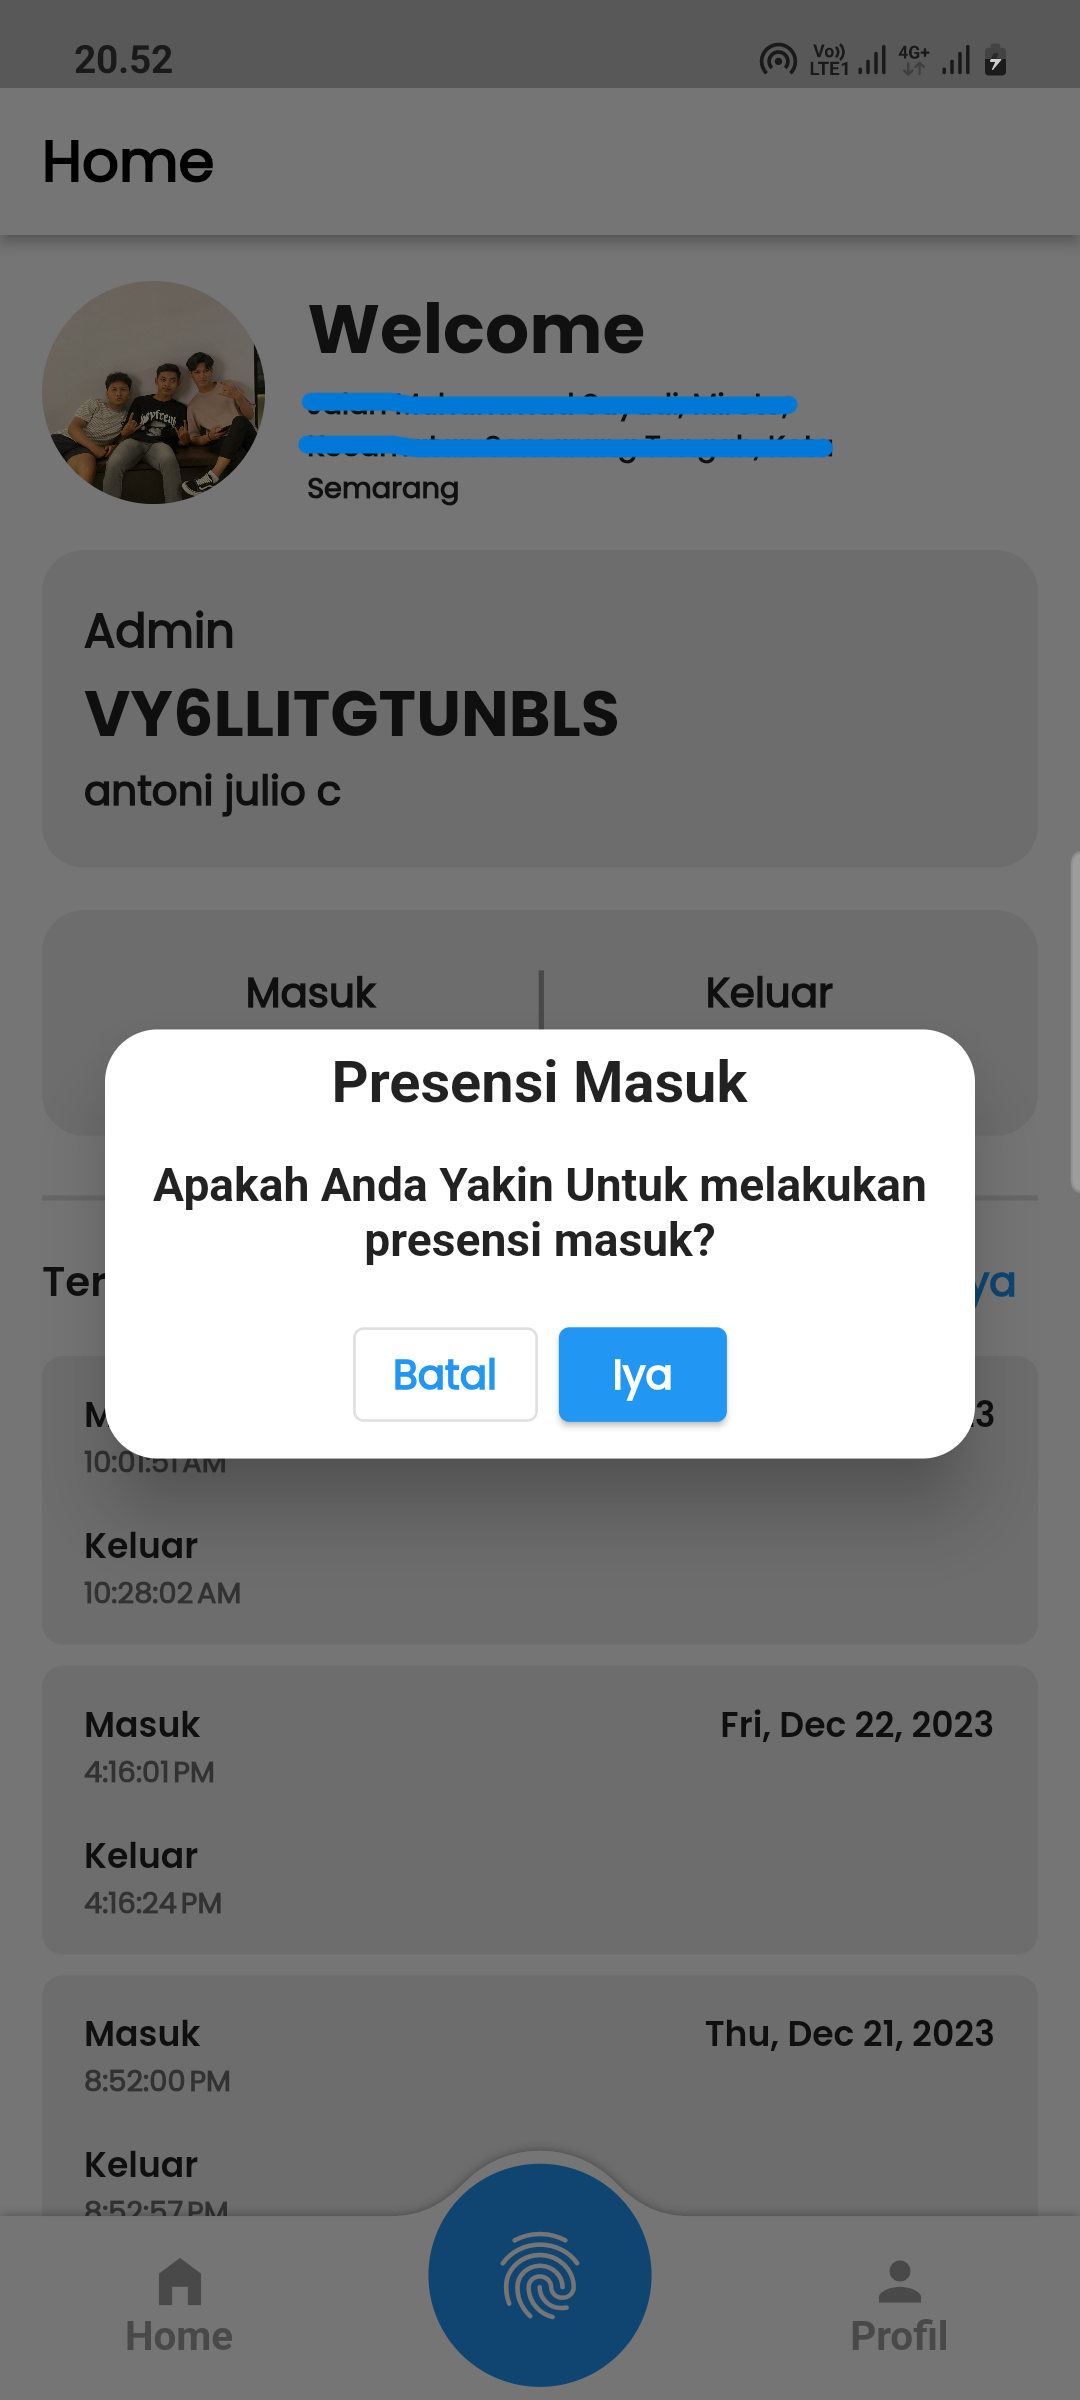 20.52
Vo)) LTE1 4G+
Home
Welcome
Semarang
Admin
VY6LLITGTUNBLS
antoni julio c
Masuk
Keluar
Presensi Masuk
Apakah Anda Yakin Untuk melakukan
presensi masuk?
Ter
ya
Batal
Iya
M
3
10:01:51 AM
Keluar
10:28:02 AM
Masuk
Fri, Dec 22, 2023
4:16:01 PM
Keluar
4:16:24 PM
Masuk
Thu, Dec 21, 2023
8:52:00 PM
Keluar
8:52:57 PM
Home
Profil